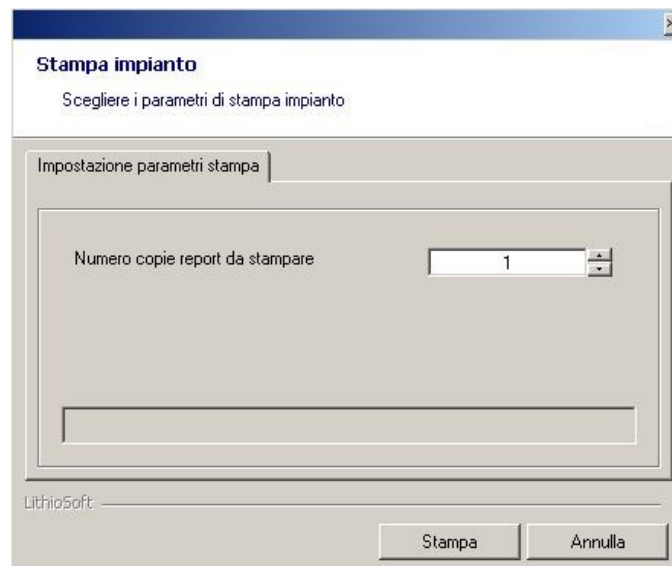 Stampa impianto
Scegliere i parametri di stampa impianto
Impostazione parametri stampa
Numero copie report da stampare 1
LithioSoft
Stampa Annulla